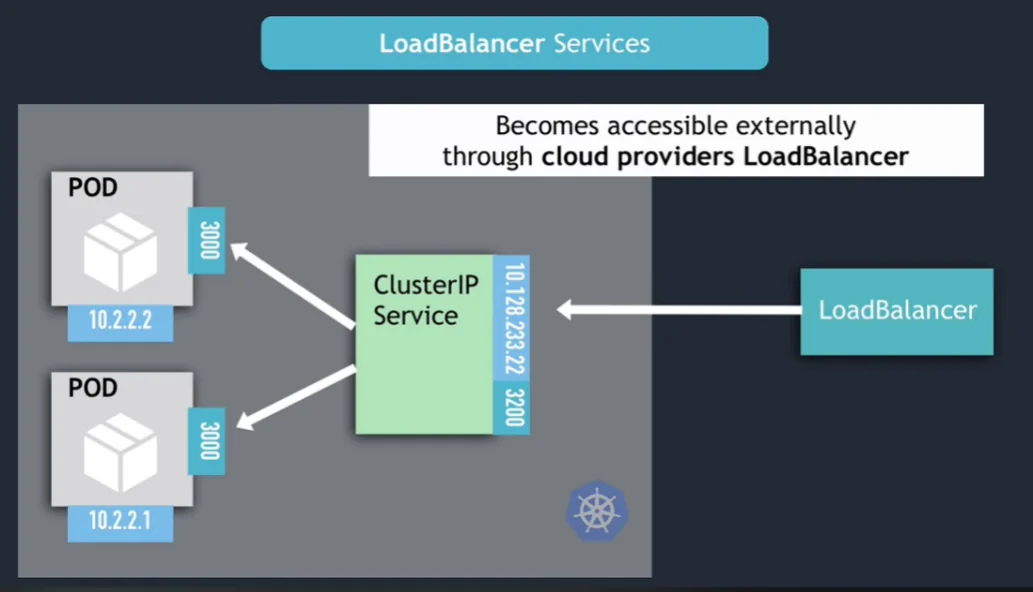 LoadBalancer Services
Becomes accessible externally
through cloud providers LoadBalancer
POD
3000
10.2.2.2
ClusterIP
Service
10.128.233.22
3200
LoadBalancer
POD
3000
10.2.2.1